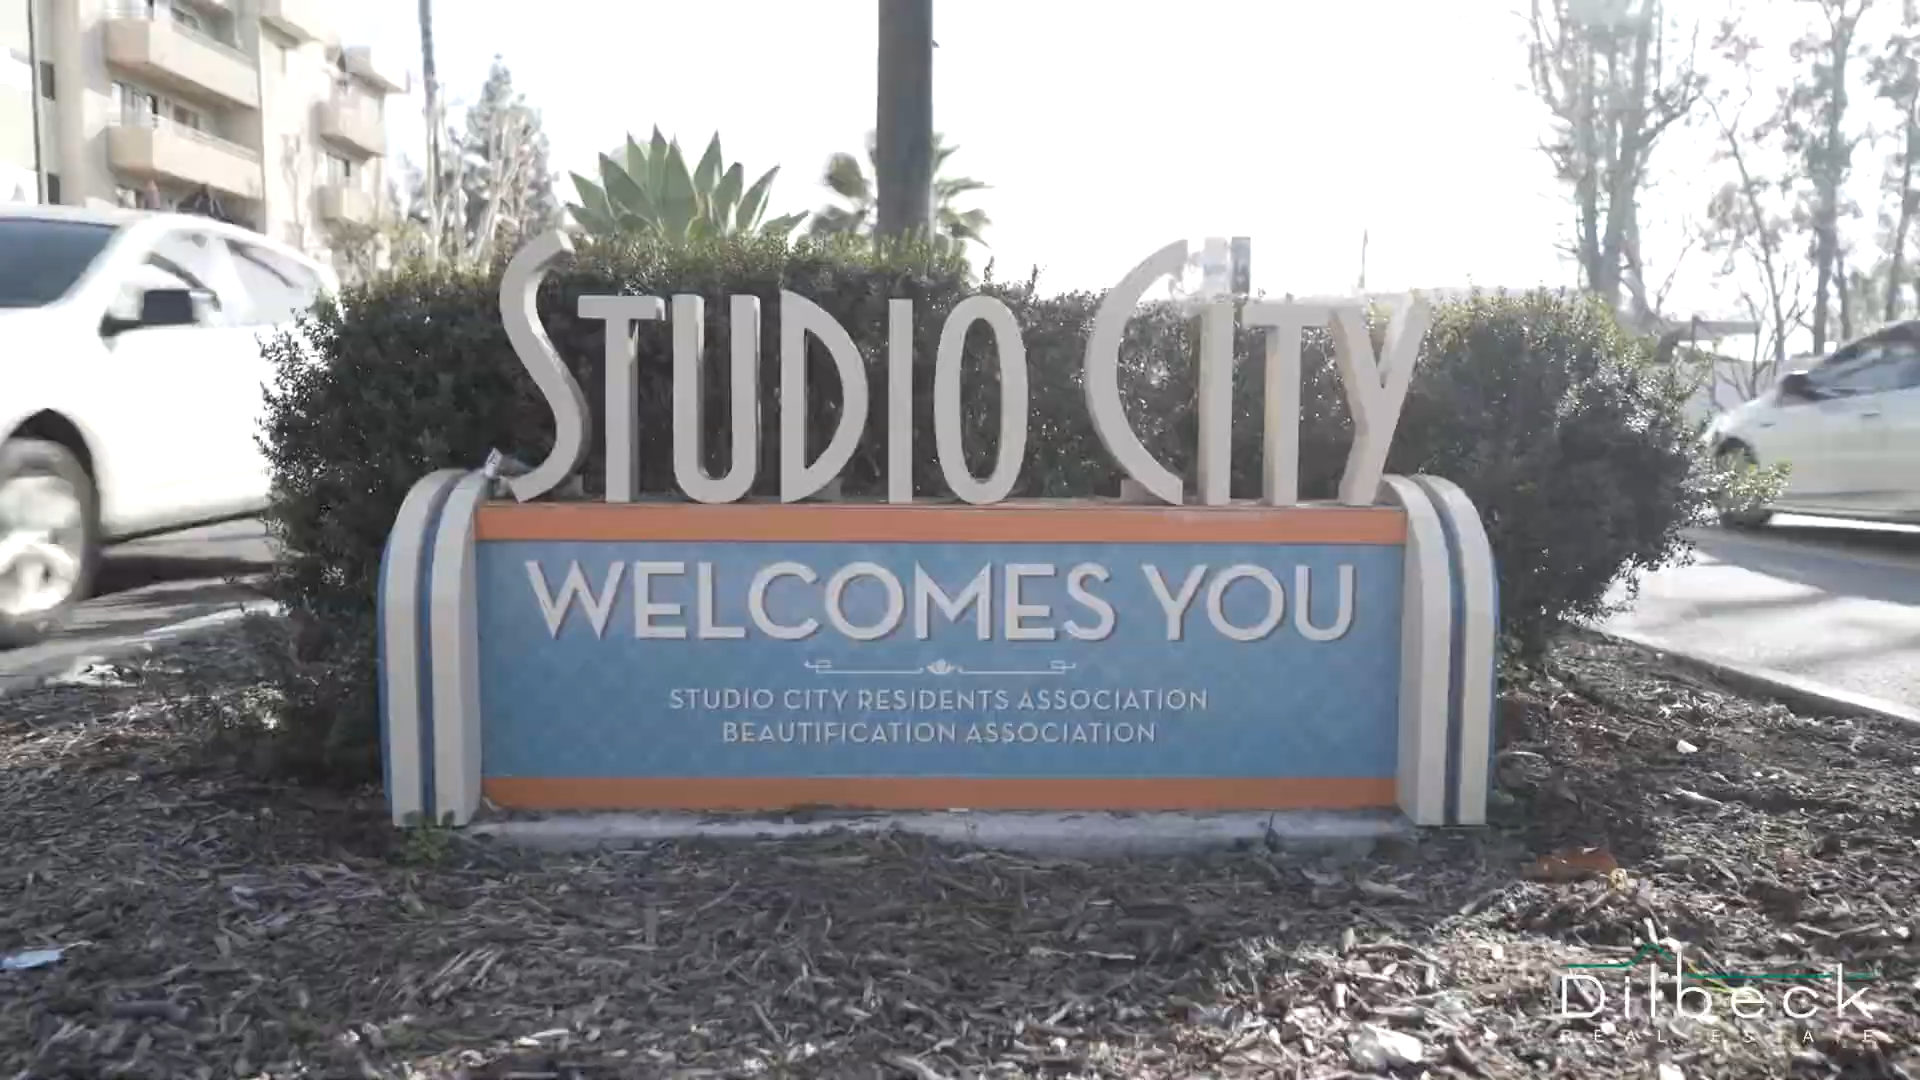 STUDIO CITY
WELCOMES YOU
STUDIO CITY RESIDENTS ASSOCIATION
BEAUTIFICATION ASSOCIATION
Dilbeck
REAL ESTATE